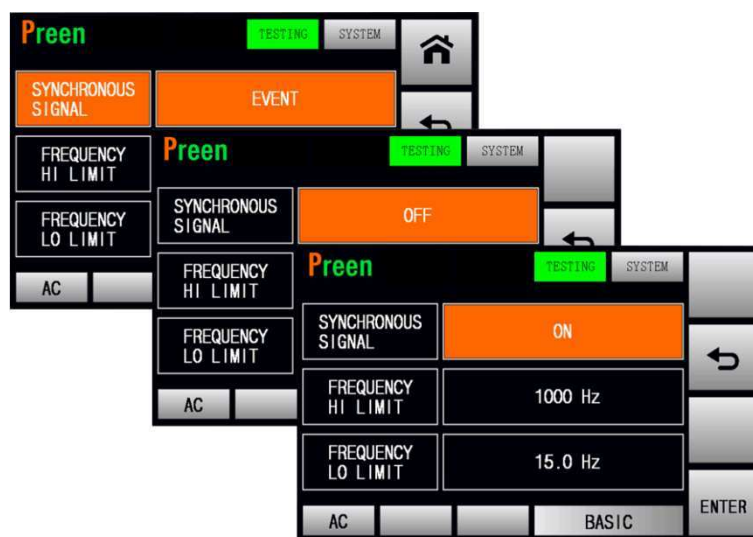 Preen
TESTING
SYSTEM
SYNCHRONOUS
SIGNAL
EVENT
FREQUENCY
HI LIMIT
FREQUENCY
LO LIMIT
AC
Preen
TESTING
SYSTEM
SYNCHRONOUS
SIGNAL
OFF
FREQUENCY
HI LIMIT
FREQUENCY
LO LIMIT
AC
Preen
TESTING
SYSTEM
SYNCHRONOUS
SIGNAL
ON
FREQUENCY
HI LIMIT
1000 Hz
FREQUENCY
LO LIMIT
15.0 Hz
AC
BASIC
ENTER